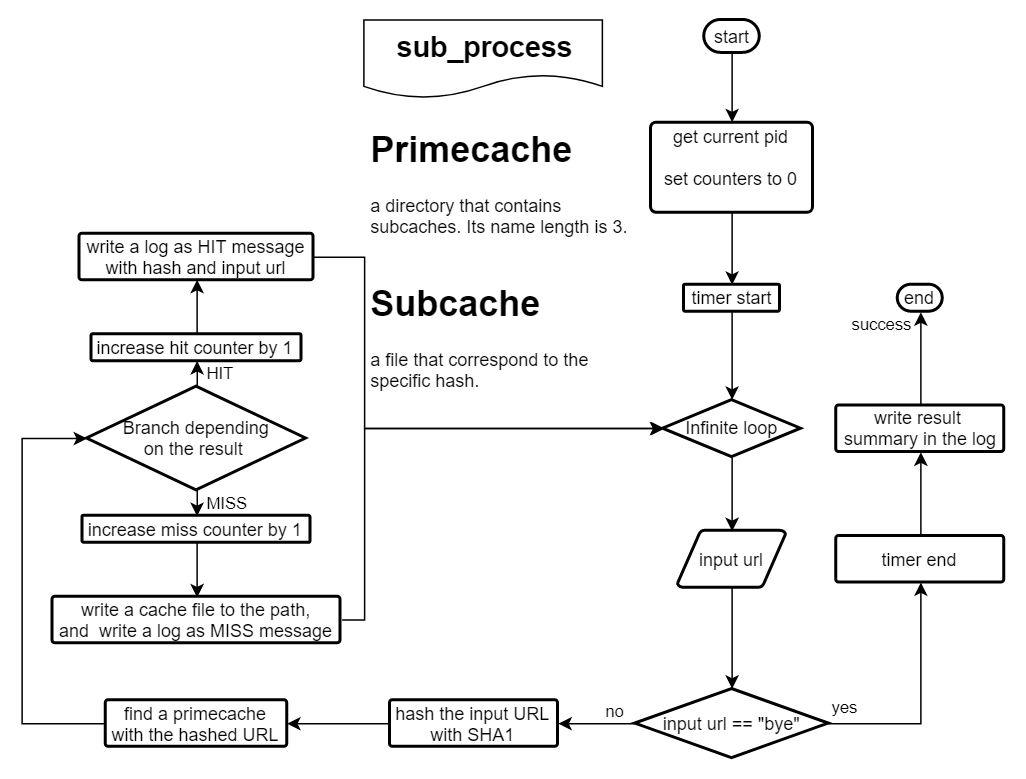 sub_process
start
Primecache
a directory that contains
subcaches. Its name length is 3.
Subcache
a file that correspond to the
specific hash.
get current pid
set counters to 0
timer start
Infinite loop
input url
input url == "bye"
yes
timer end
write result
summary in the log
success
end
no
hash the input URL
with SHA1
find a primecache
with the hashed URL
Branch depending
on the result
HIT
increase hit counter by 1
write a log as HIT message
with hash and input url
MISS
increase miss counter by 1
write a cache file to the path,
and  write a log as MISS message